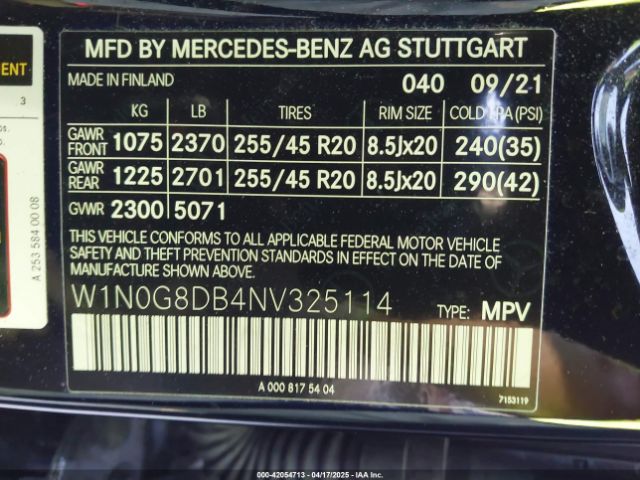 MFD BY MERCEDES-BENZ AG STUTTGART
MADE IN FINLAND 040 09/21
KG LB TIRES RIM SIZE COLD (PSI)
GAWR FRONT 1075 2370 255/45 R20 8.5Jx20 240(35)
GAWR REAR 1225 2701 255/45 R20 8.5Jx20 290(42)
GVWR 2300 5071
THIS VEHICLE CONFORMS TO ALL APPLICABLE FEDERAL MOTOR VEHICLE
SAFETY AND THEFT PREVENTION STANDARDS IN EFFECT ON THE DATE OF
MANUFACTURE SHOWN ABOVE.
W1N0G8DB4NV325114 TYPE: MPV
A 000 817 54 04
7153119
3
A 253 584 00 08
000-42054713 - 04/17/2025 - IAAI.COM